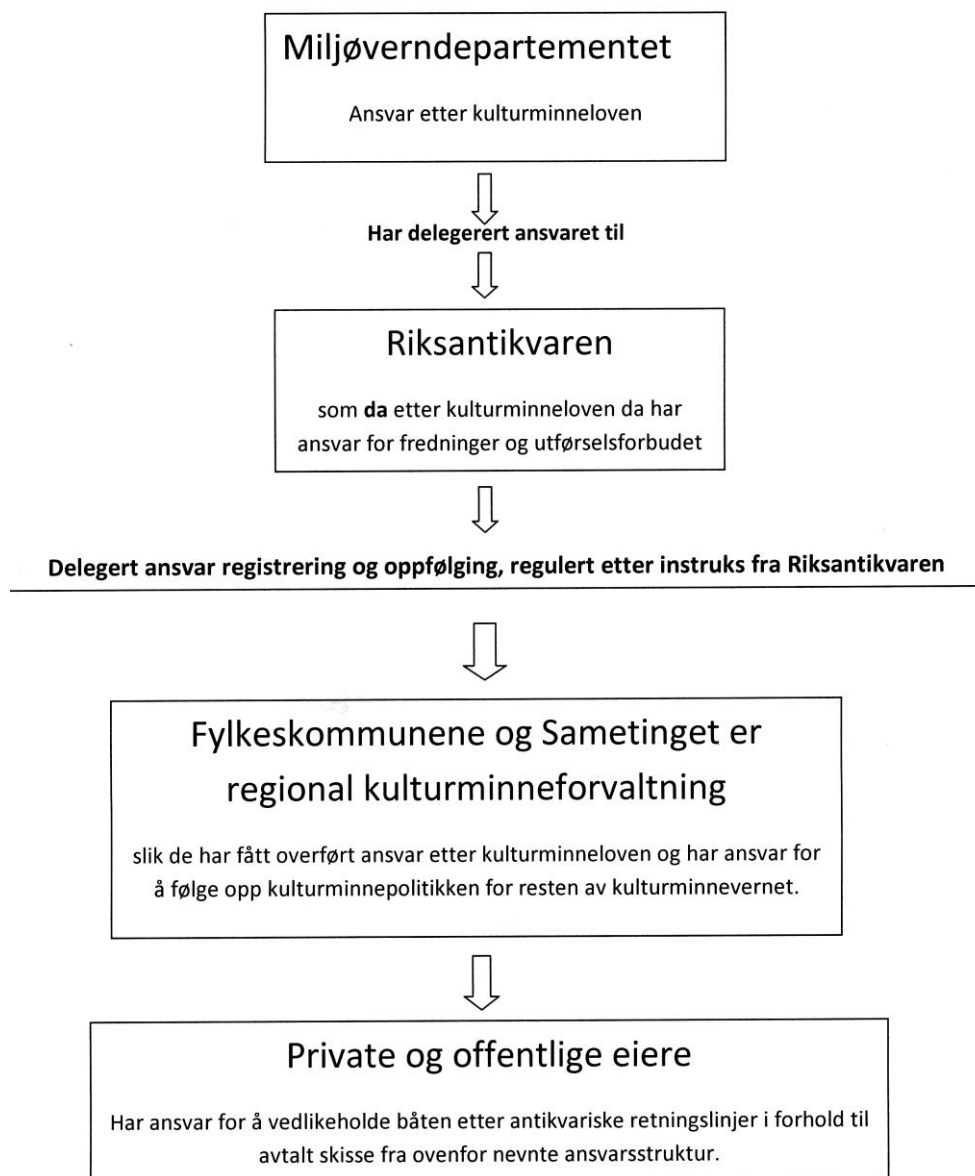 Miljøverndepartementet
Ansvar etter kulturminneloven
Har delegerert ansvaret til
Riksantikvaren
som da etter kulturminneloven da har
ansvar for fredninger og utførselsforbudet
Delegert ansvar registrering og oppfølging, regulert etter instruks fra Riksantikvaren
Fylkeskommunene og Sametinget er
regional kulturminneforvaltning
slik de har fått overført ansvar etter kulturminneloven og har ansvar for
å følge opp kulturminnepolitikken for resten av kulturminnevernet.
Private og offentlige eiere
Har ansvar for å vedlikeholde båten etter antikvariske retningslinjer i forhold til
avtalt skisse fra ovenfor nevnte ansvarsstruktur.